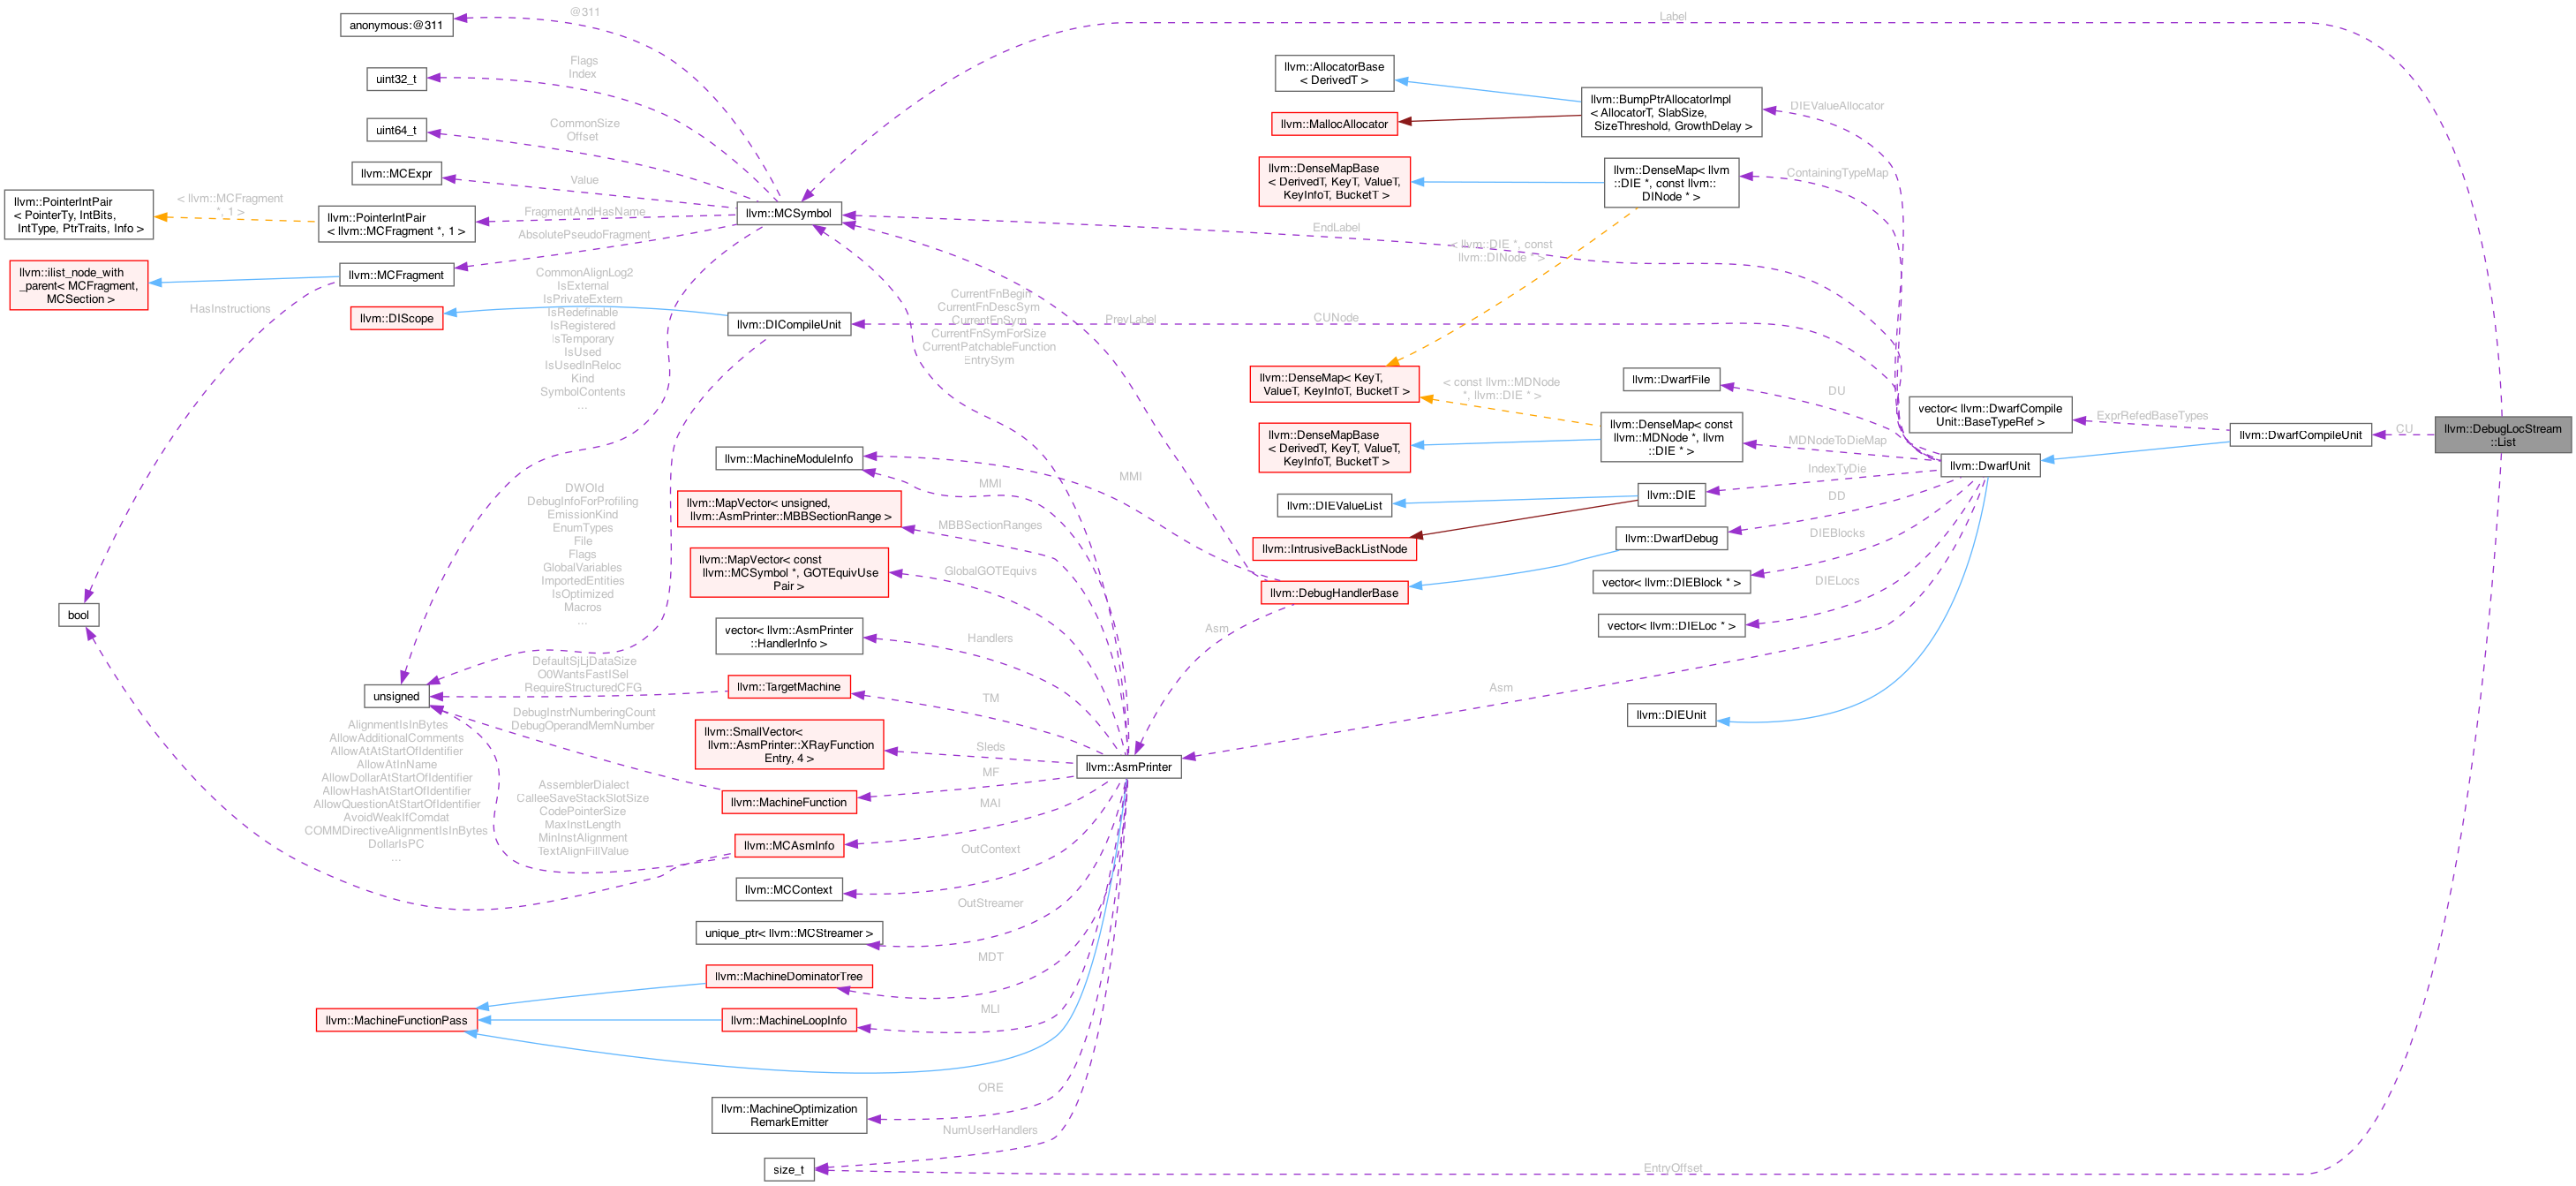 anonymous:@311
@311
Label
uint32_t
Flags
Index
llvm::AllocatorBase
< DerivedT >
llvm::BumpPtrAllocatorImpl
< AllocatorT, SlabSize,
SizeThreshold, GrowthDelay >
DIEValueAllocator
uint64_t
CommonSize
Offset
llvm::MallocAllocator
llvm::MCExpr
Value
llvm::DenseMapBase
< DerivedT, KeyT, ValueT,
KeyInfoT, BucketT >
llvm::DenseMap< llvm
::DIE *, const llvm::
DINode * >
ContainingTypeMap
llvm::PointerIntPair
< PointerTy, IntBits,
IntType, PtrTraits, Info >
< llvm::MCFragment
*, 1 >
llvm::PointerIntPair
< llvm::MCFragment *, 1 >
FragmentAndHasName
llvm::MCSymbol
EndLabel
AbsolutePseudoFragment
< llvm::DIE *, const
llvm::DINode * >
llvm::ilist_node_with
_parent< MCFragment,
MCSection >
llvm::MCFragment
HasInstructions
CommonAlignLog2
IsExternal
IsPrivateExtern
IsRedefinable
IsRegistered
IsTemporary
IsUsed
IsUsedInReloc
Kind
SymbolContents
...
llvm::DIScope
llvm::DICompileUnit
CurrentFnBegin
CurrentFnDescSym
CurrentFnSym
CurrentFnSymForSize
CurrentPatchableFunction
EntrySym
PrevLabel
CUNode
llvm::DenseMap< KeyT,
ValueT, KeyInfoT, BucketT >
< const llvm::MDNode
*, llvm::DIE * >
llvm::DwarfFile
DU
vector< llvm::DwarfCompile
Unit::BaseTypeRef >
ExprRefedBaseTypes
llvm::DwarfCompileUnit
CU
llvm::DebugLocStream
::List
llvm::DenseMapBase
< DerivedT, KeyT, ValueT,
KeyInfoT, BucketT >
llvm::DenseMap< const
llvm::MDNode *, llvm
::DIE * >
MDNodeToDieMap
llvm::DwarfUnit
llvm::MachineModuleInfo
MMI
MMI
IndexTyDie
llvm::DIE
llvm::DIEValueList
DD
llvm::MapVector< unsigned,
llvm::AsmPrinter::MBBSectionRange >
MBBSectionRanges
DWOId
DebugInfoForProfiling
EmissionKind
EnumTypes
File
Flags
GlobalVariables
ImportedEntities
IsOptimized
Macros
...
llvm::IntrusiveBackListNode
llvm::DwarfDebug
DIEBlocks
llvm::MapVector< const
llvm::MCSymbol *, GOTEquivUse
Pair >
GlobalGOTEquivs
llvm::DebugHandlerBase
vector< llvm::DIEBlock * >
DIELocs
bool
vector< llvm::AsmPrinter
::HandlerInfo >
Handlers
Asm
vector< llvm::DIELoc * >
unsigned
DefaultSjLjDataSize
O0WantsFastISel
RequireStructuredCFG
llvm::TargetMachine
TM
Asm
llvm::DIEUnit
DebugInstrNumberingCount
DebugOperandMemNumber
llvm::SmallVector<
llvm::AsmPrinter::XRayFunction
Entry, 4 >
Sleds
llvm::AsmPrinter
AlignmentIsInBytes
AllowAdditionalComments
AllowAtAtStartOfIdentifier
AllowAtInName
AllowDollarAtStartOfIdentifier
AllowHashAtStartOfIdentifier
AllowQuestionAtStartOfIdentifier
AvoidWeakIfComdat
COMMDirectiveAlignmentIsInBytes
DollarIsPC
...
AssemblerDialect
CalleeSaveStackSlotSize
CodePointerSize
MaxInstLength
MinInstAlignment
TextAlignFillValue
llvm::MachineFunction
MF
MAI
llvm::MCAsmInfo
OutContext
llvm::MCContext
OutStreamer
unique_ptr< llvm::MCStreamer >
MDT
llvm::MachineDominatorTree
llvm::MachineFunctionPass
llvm::MachineLoopInfo
MLI
ORE
llvm::MachineOptimization
RemarkEmitter
NumUserHandlers
size_t
EntryOffset